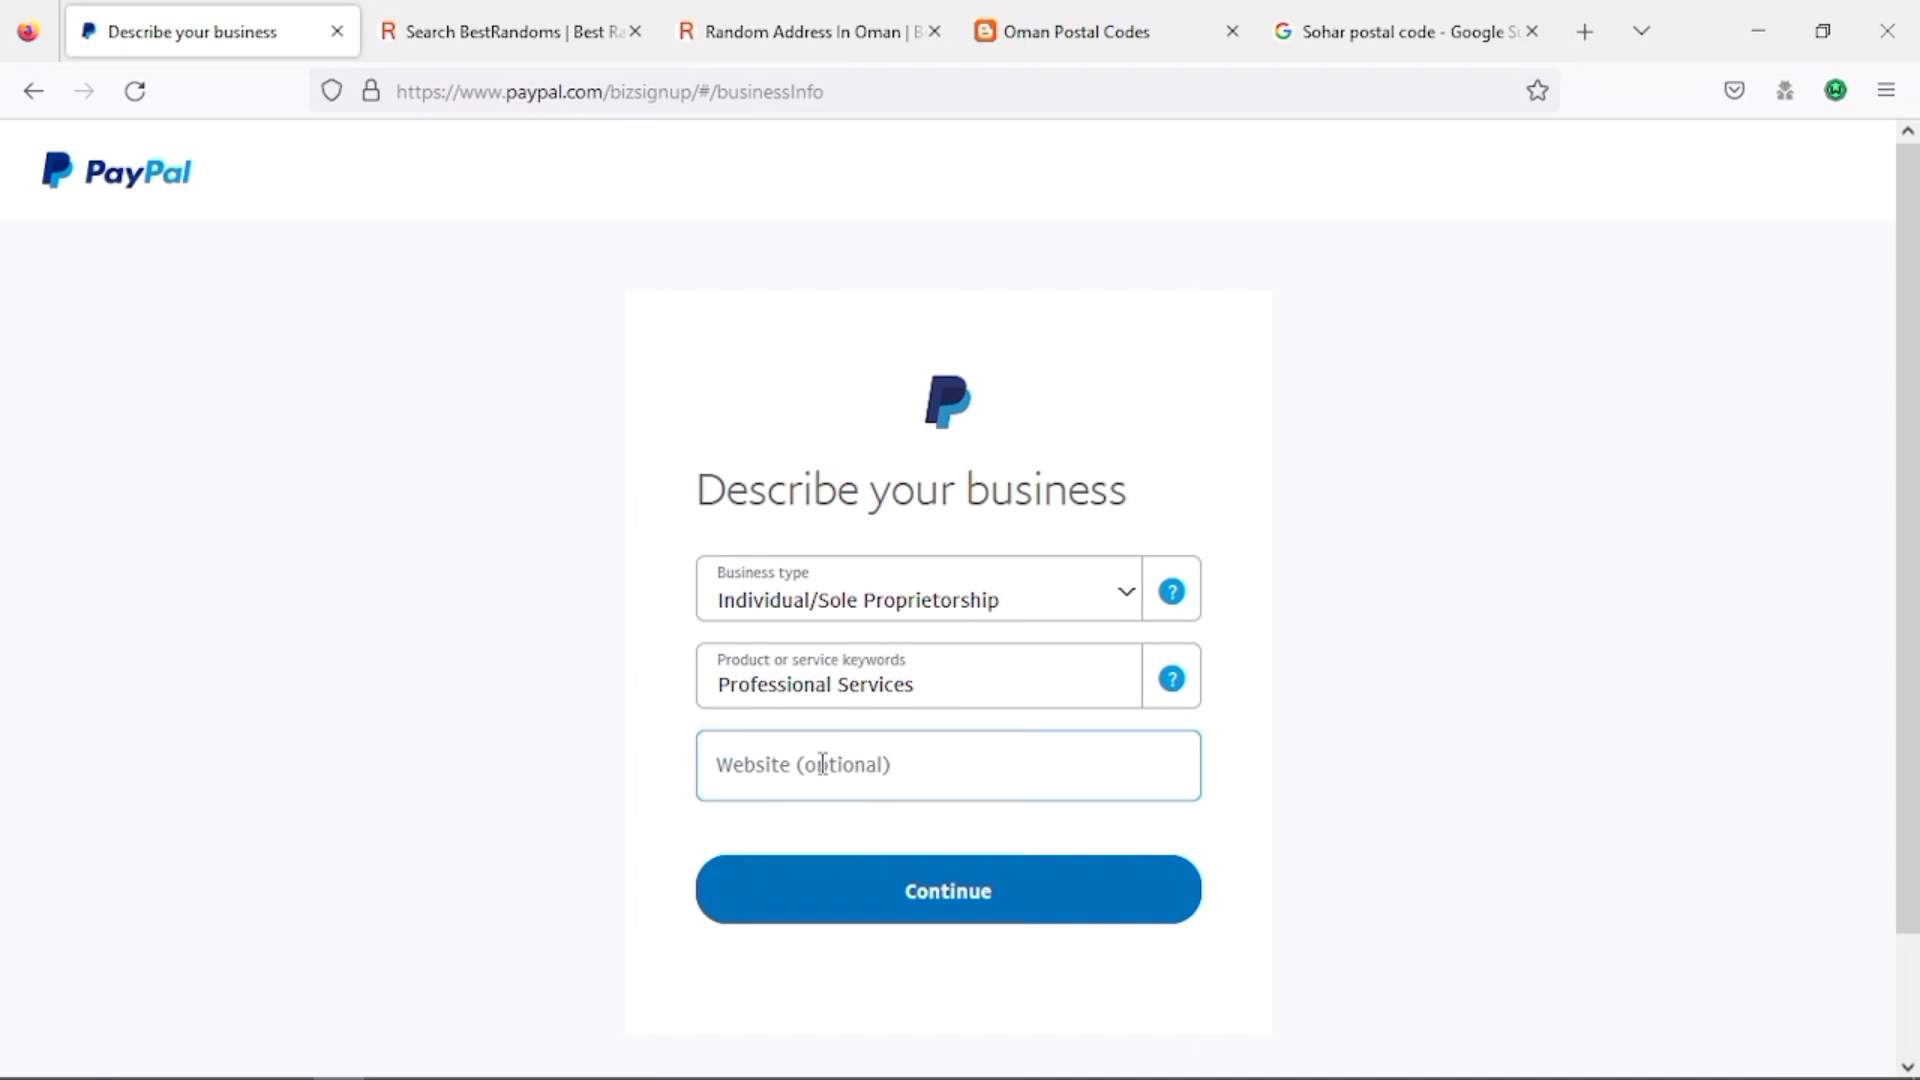 Describe your business
Search BestRandoms | Best Ra
Random Address In Oman | B
Oman Postal Codes
Sohar postal code - Google Se
https://www.paypal.com/bizsignup/#/businessInfo
PayPal
Describe your business
Business type
Individual/Sole Proprietorship
Product or service keywords
Professional Services
Website (optional)
Continue